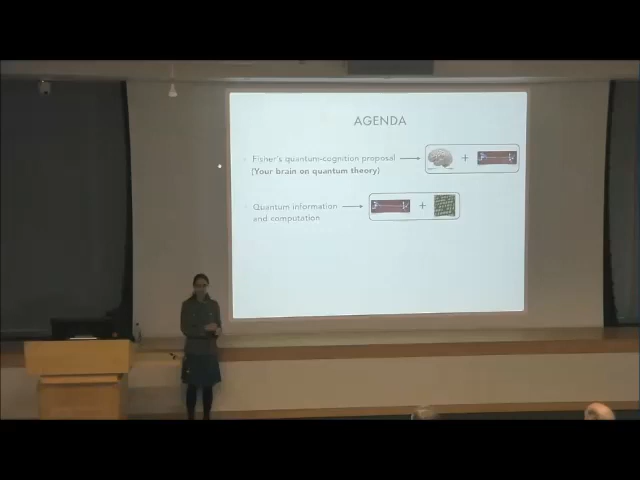 AGENDA
Fisher's quantum-cognition proposal
(Your brain on quantum theory)
+
Quantum information
and computation
+